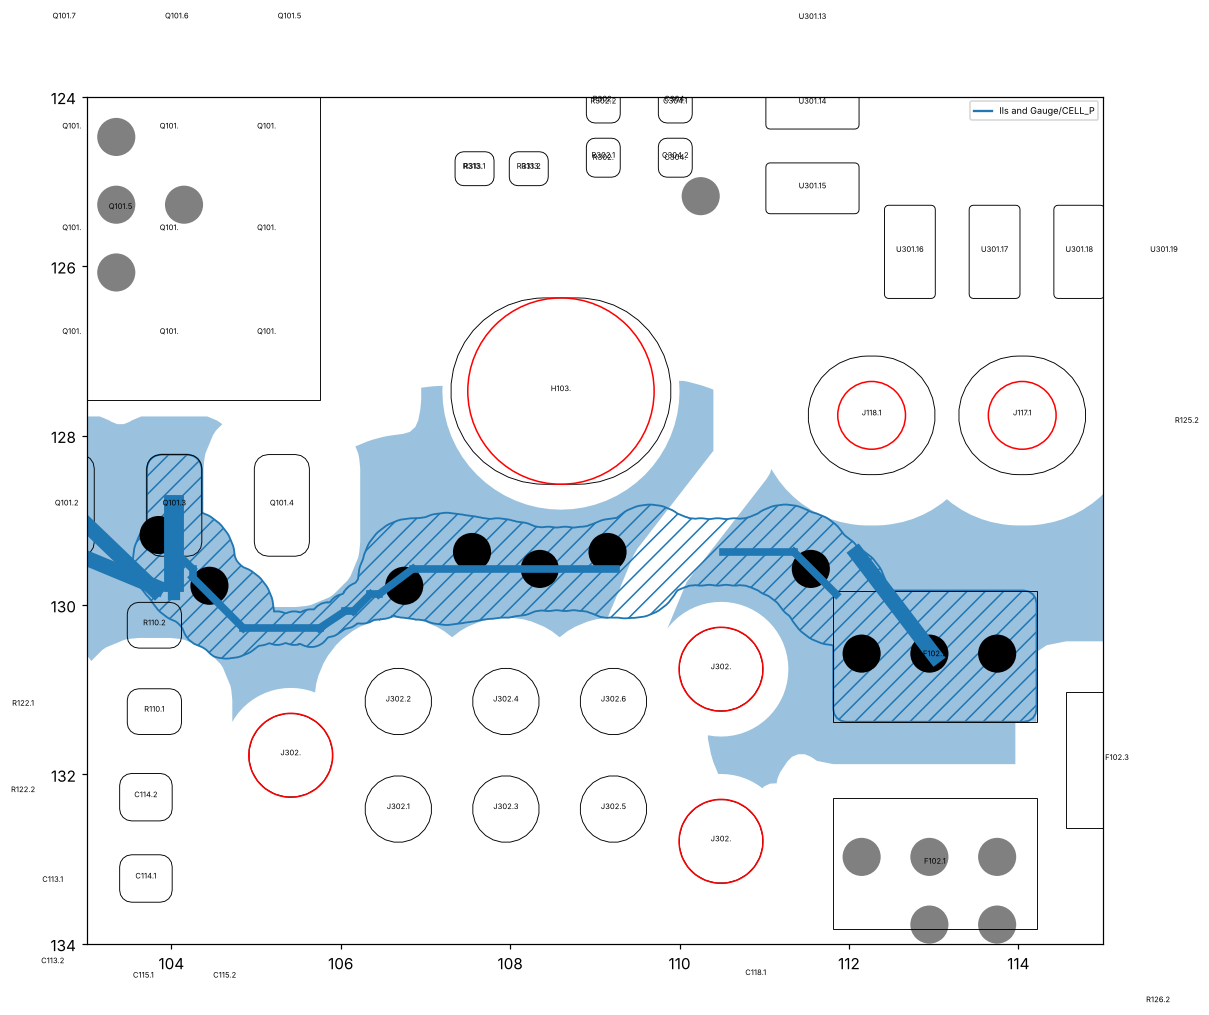 Q101.7 Q101.6 Q101.5 U301.13
124
R302.2 C304.1 U301.14
IIs and Gauge/CELL_P
Q101. Q101. Q101.
R302.1 C304.2
R313.1 R313.2
U301.15
Q101.5
Q101. Q101. Q101.
U301.16 U301.17 U301.18 U301.19
126
Q101. Q101. Q101.
H103.
J118.1 J117.1
R125.2
128
Q101.2 Q101.3 Q101.4
130
R110.2
J302.
J302.2 J302.4 J302.6
R122.1
R110.1
J302.
F102.3
132
R122.2
C114.2
J302.1 J302.3 J302.5
J302.
F102.1
C114.1
C113.1
134
C113.2
104 106 108 110 112 114
C115.1 C115.2 C118.1
R126.2